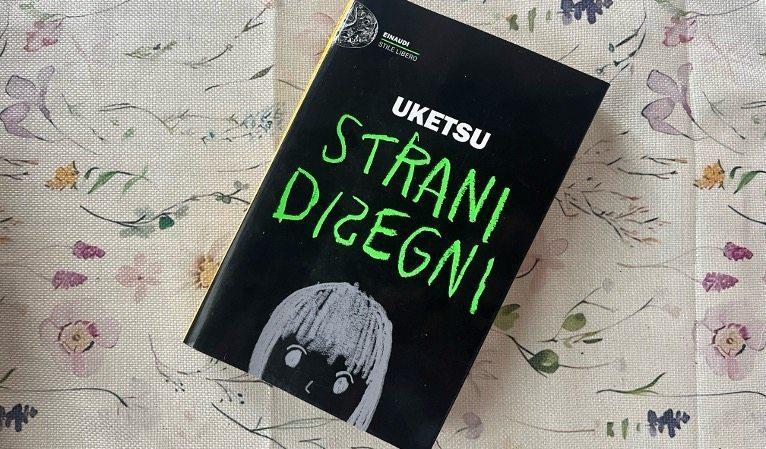 EINAUDI
STILE LIBERO
UKETSU
STRANI
DISEGNI